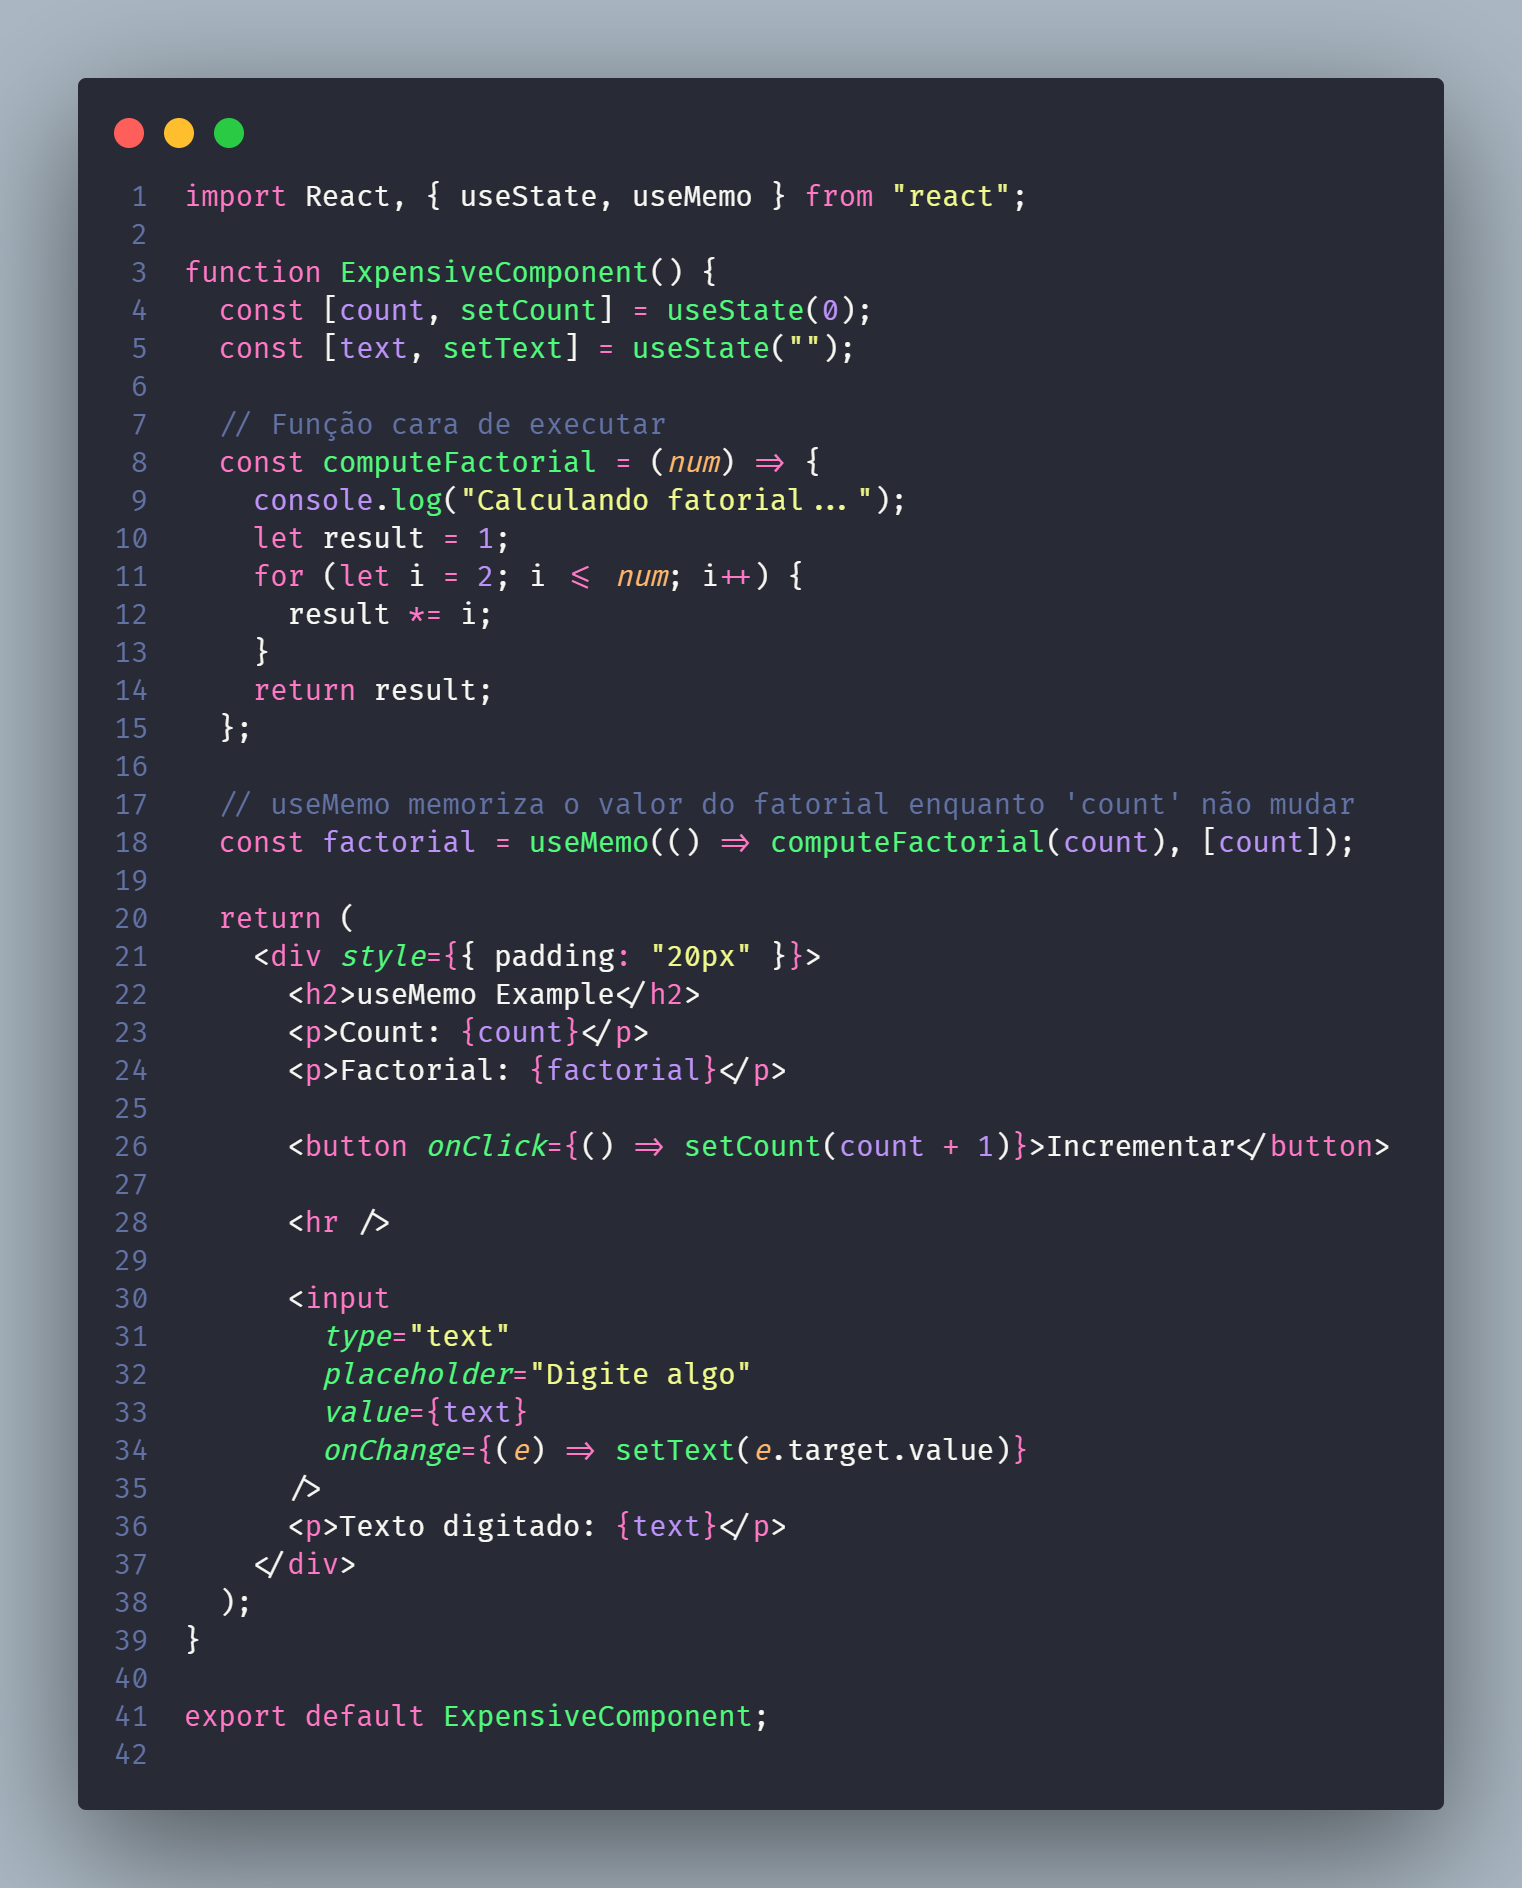 1 import React, { useState, useMemo } from "react";
2
3 function ExpensiveComponent() {
4   const [count, setCount] = useState(0);
5   const [text, setText] = useState("");
6
7   // Função cara de executar
8   const computeFactorial = (num) => {
9     console.log("Calculando fatorial...");
10     let result = 1;
11     for (let i = 2; i <= num; i++) {
12       result *= i;
13     }
14     return result;
15   };
16
17   // useMemo memoriza o valor do fatorial enquanto 'count' não mudar
18   const factorial = useMemo(() => computeFactorial(count), [count]);
19
20   return (
21     <div style={{ padding: "20px" }}>
22       <h2>useMemo Example</h2>
23       <p>Count: {count}</p>
24       <p>Factorial: {factorial}</p>
25
26       <button onClick={() => setCount(count + 1)}>Incrementar</button>
27
28       <hr />
29
30       <input
31         type="text"
32         placeholder="Digite algo"
33         value={text}
34         onChange={(e) => setText(e.target.value)}
35       />
36       <p>Texto digitado: {text}</p>
37     </div>
38   );
39 }
40
41 export default ExpensiveComponent;
42